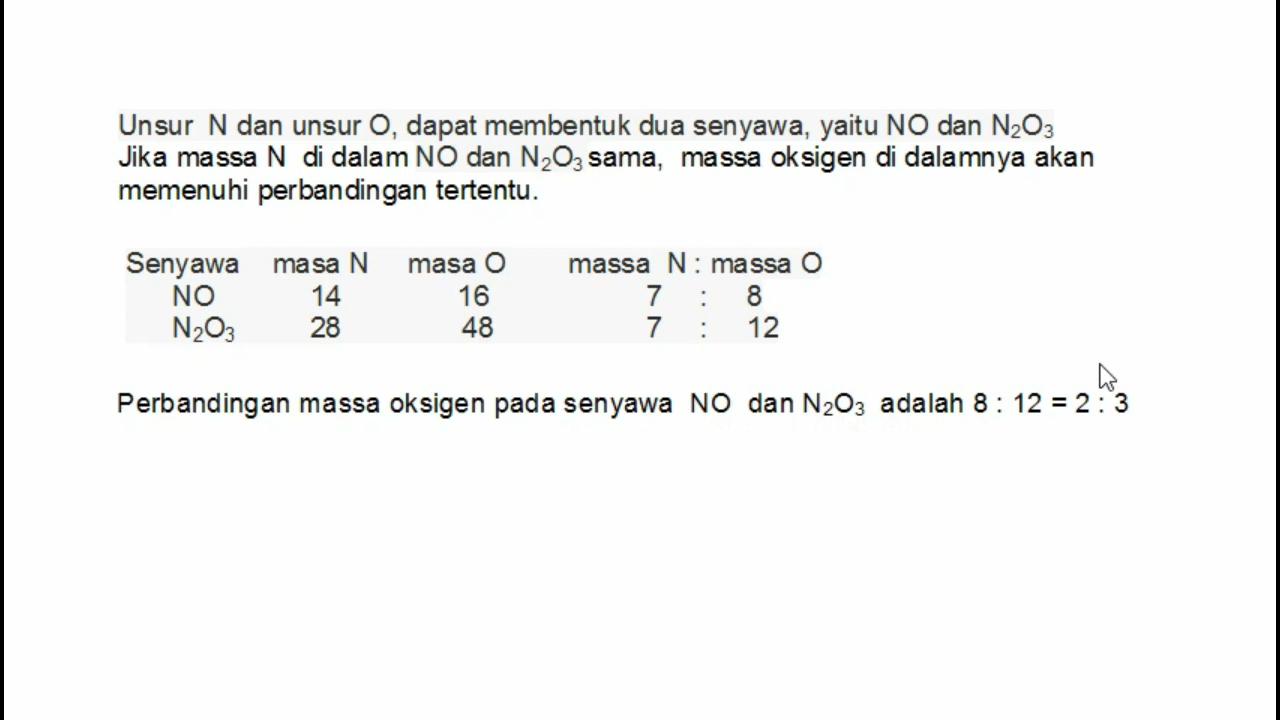 Unsur N dan unsur O, dapat membentuk dua senyawa, yaitu NO dan N₂O₃
Jika massa N di dalam NO dan N₂O₃ sama, massa oksigen di dalamnya akan
memenuhi perbandingan tertentu.
Senyawa masa N masa O massa N : massa O
NO 14 16 7 : 8
N₂O₃ 28 48 7 : 12
Perbandingan massa oksigen pada senyawa NO dan N₂O₃ adalah 8 : 12 = 2 : 3